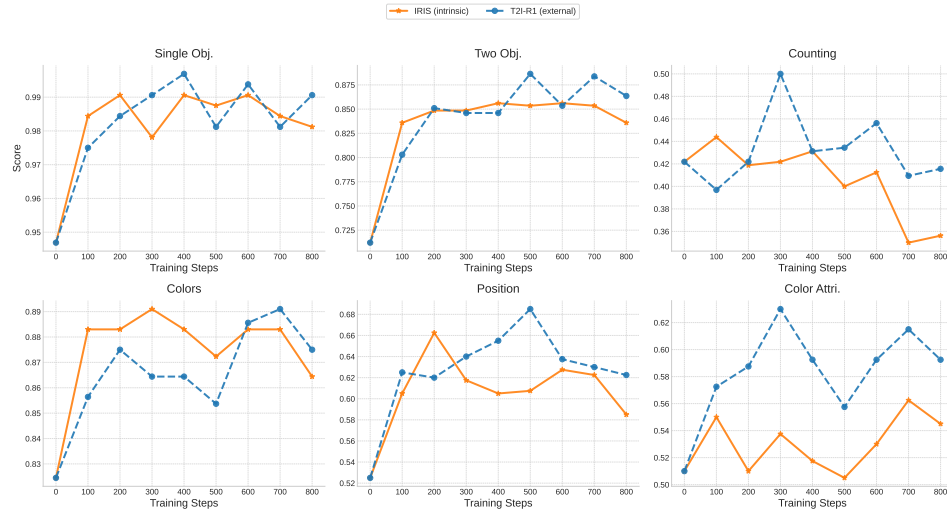 IRIS (intrinsic) T2I-R1 (external)
Single Obj.
Score
0.99
0.98
0.97
0.96
0.95
0 100 200 300 400 500 600 700 800
Training Steps
Two Obj.
0.875
0.850
0.825
0.800
0.775
0.750
0.725
0 100 200 300 400 500 600 700 800
Training Steps
Counting
0.50
0.48
0.46
0.44
0.42
0.40
0.38
0.36
0 100 200 300 400 500 600 700 800
Training Steps
Colors
0.89
0.88
0.87
0.86
0.85
0.84
0.83
0 100 200 300 400 500 600 700 800
Training Steps
Position
0.68
0.66
0.64
0.62
0.60
0.58
0.56
0.54
0.52
0 100 200 300 400 500 600 700 800
Training Steps
Color Attri.
0.62
0.60
0.58
0.56
0.54
0.52
0.50
0 100 200 300 400 500 600 700 800
Training Steps